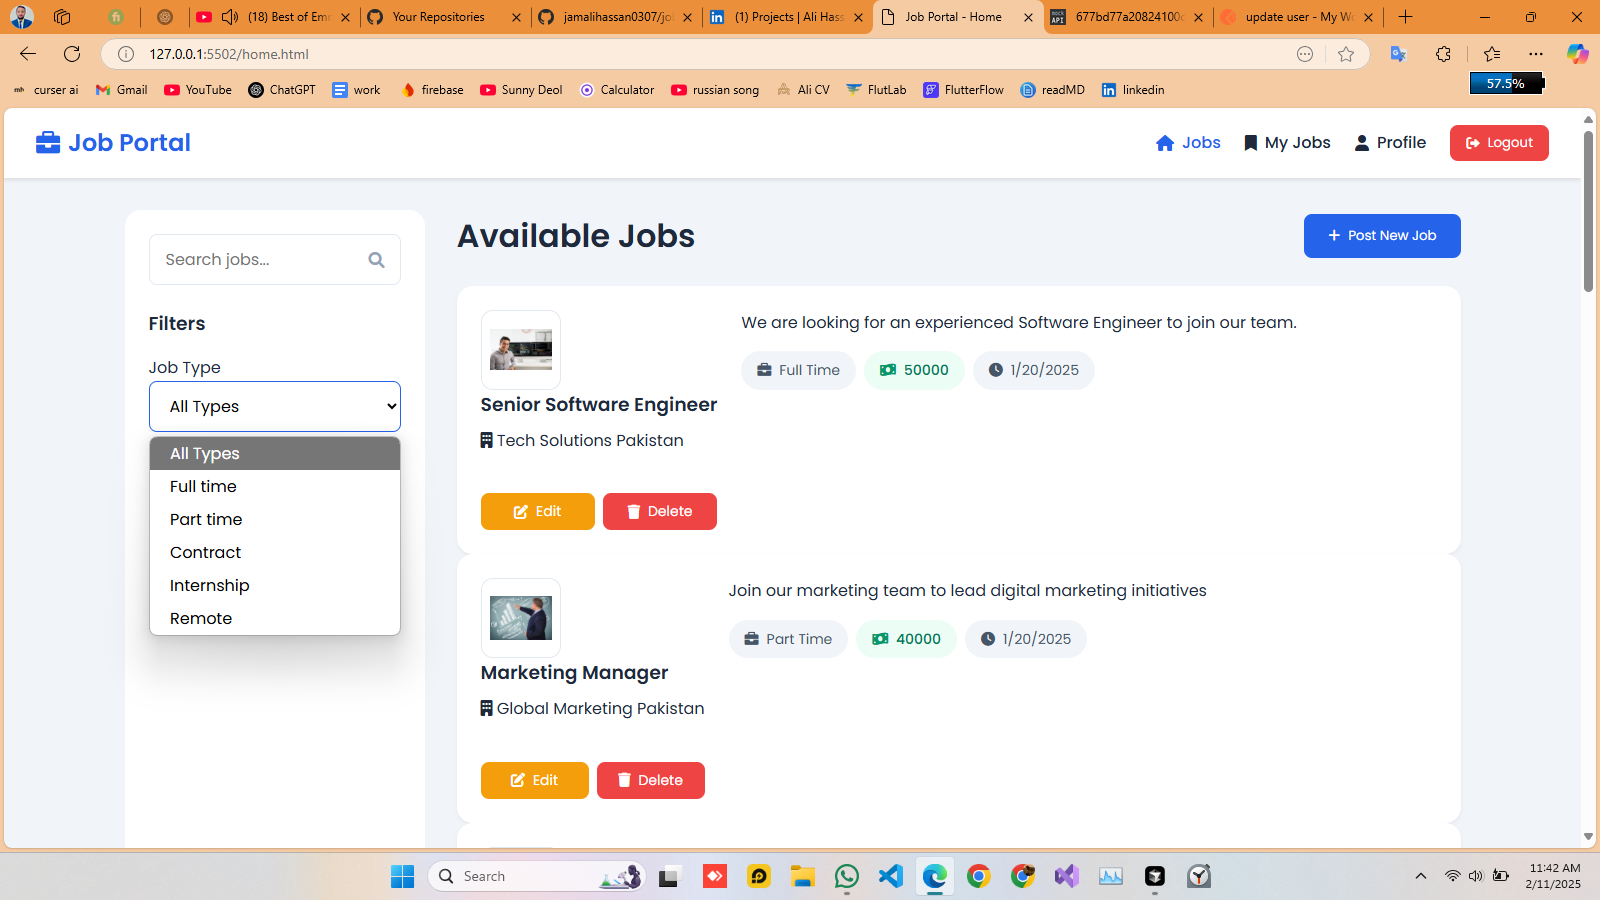 (18) Best of Em
Your Repositories
jamalihassan0307/jo
(1) Projects | Ali Hass
Job Portal - Home
677bd77a20824100
update user - My W
127.0.0.1:5502/home.html
curser ai
Gmail
YouTube
ChatGPT
work
firebase
Sunny Deol
Calculator
russian song
Ali CV
FlutLab
FlutterFlow
readMD
linkedin
57.5%
Job Portal
Jobs
My Jobs
Profile
Logout
Search jobs...
Filters
Job Type
All Types
All Types
Full time
Part time
Contract
Internship
Remote
Available Jobs
+ Post New Job
We are looking for an experienced Software Engineer to join our team.
Full Time
50000
1/20/2025
Senior Software Engineer
Tech Solutions Pakistan
Edit
Delete
Join our marketing team to lead digital marketing initiatives
Part Time
40000
1/20/2025
Marketing Manager
Global Marketing Pakistan
Edit
Delete
Search
11:42 AM
2/11/2025